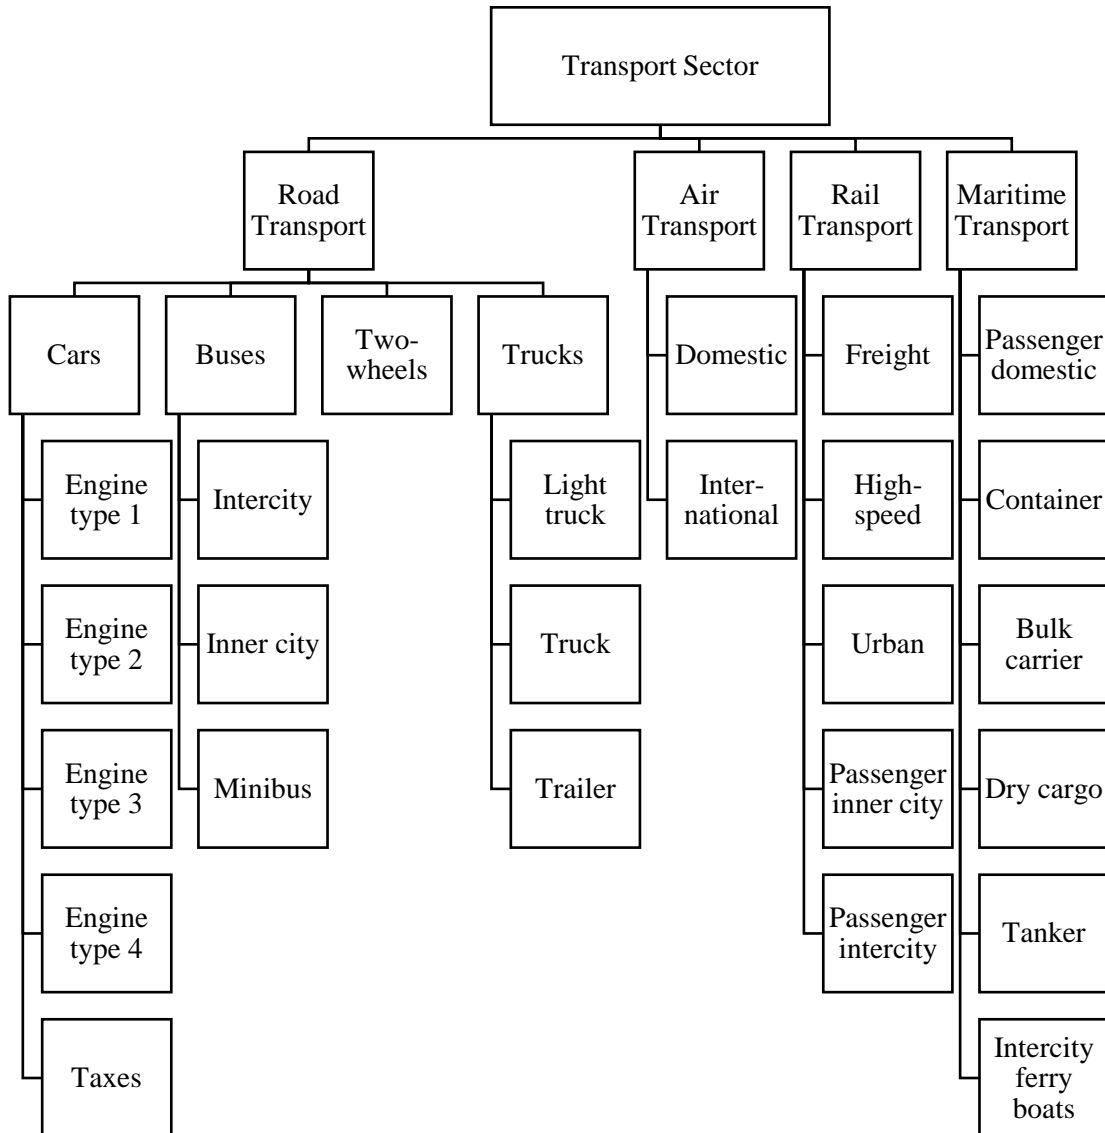 Transport Sector
Road
Transport
Air
Transport
Rail
Transport
Maritime
Transport
Cars
Buses
Two-
wheels
Trucks
Domestic
Freight
Passenger
domestic
Engine
type 1
Intercity
Light
truck
Inter-
national
High-
speed
Container
Engine
type 2
Inner city
Truck
Urban
Bulk
carrier
Engine
type 3
Minibus
Trailer
Passenger
inner city
Dry cargo
Engine
type 4
Passenger
intercity
Tanker
Taxes
Intercity
ferry
boats